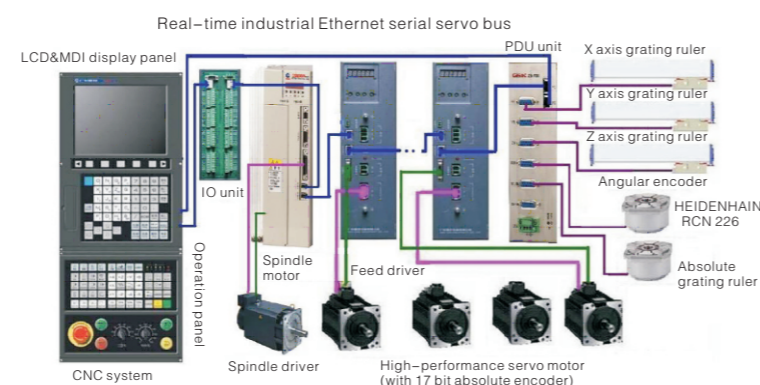 Real-time industrial Ethernet serial servo bus
LCD&MDI display panel
PDU unit
X axis grating ruler
Y axis grating ruler
Z axis grating ruler
Angular encoder
IO unit
HEIDENHAIN
RCN 226
Operation panel
Spindle
motor
Feed driver
Absolute
grating ruler
Spindle driver
High-performance servo motor
(with 17 bit absolute encoder)
CNC system